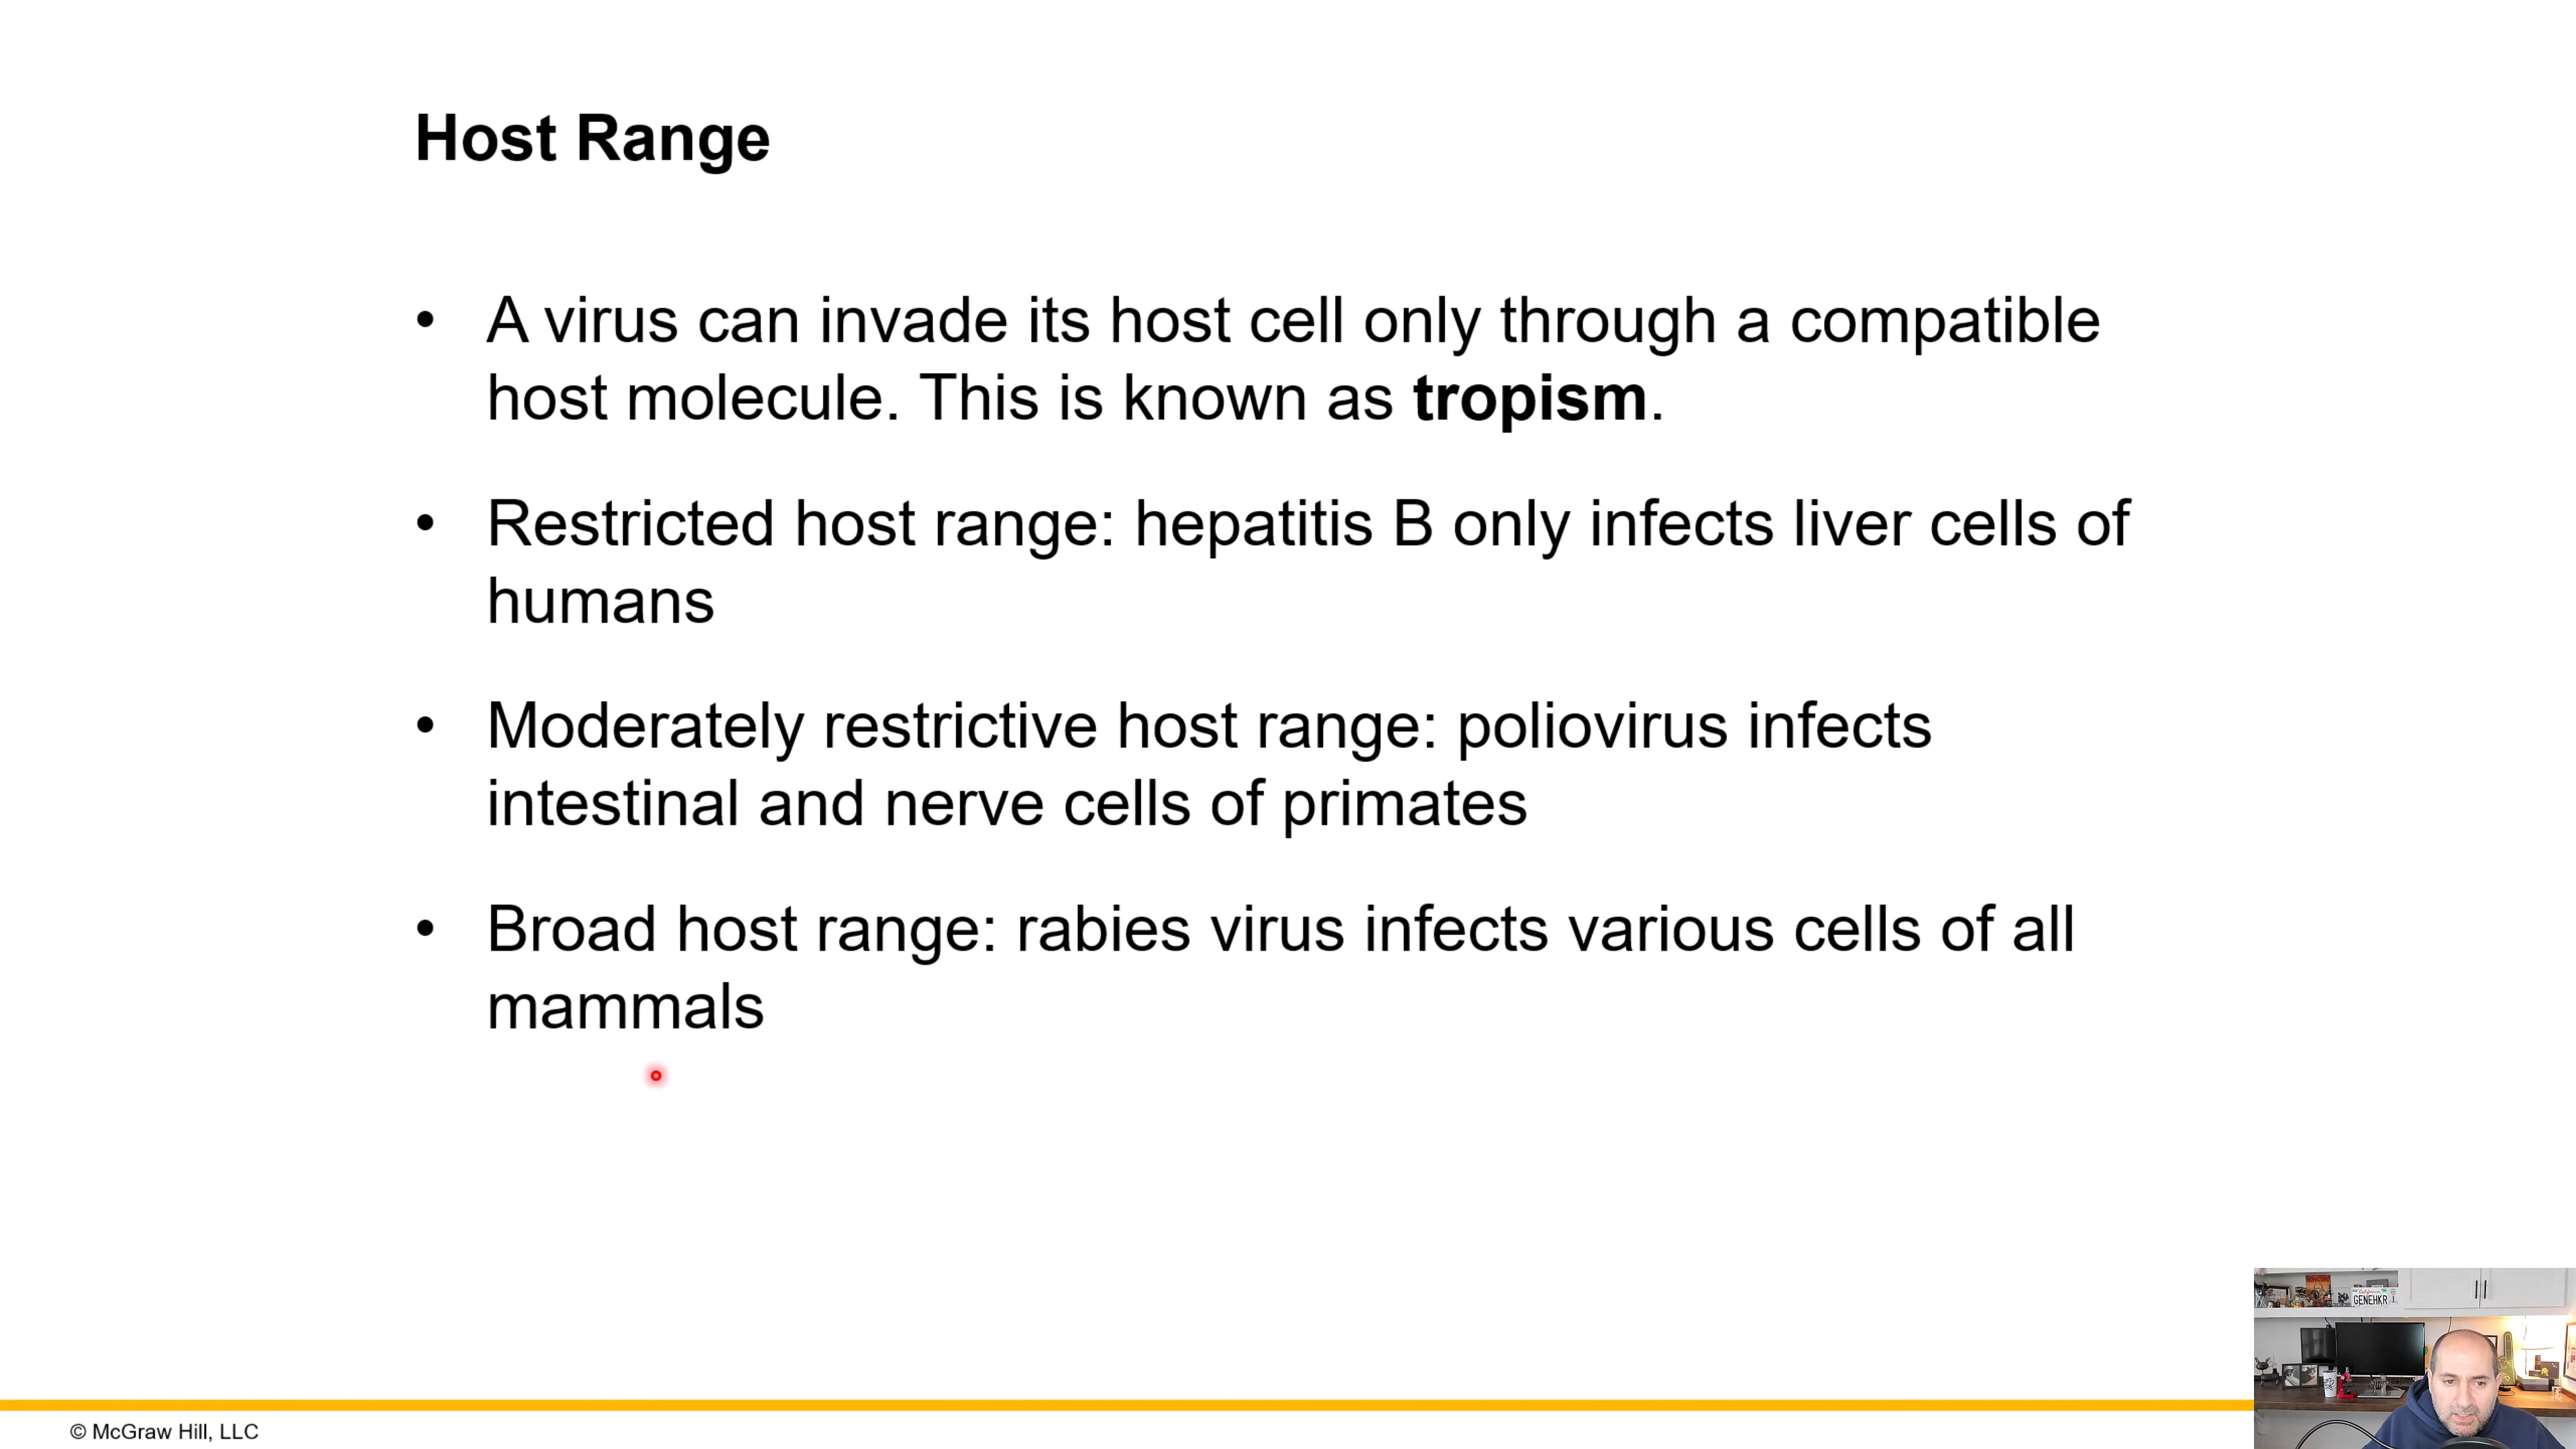 Host Range
• A virus can invade its host cell only through a compatible
host molecule. This is known as tropism.
• Restricted host range: hepatitis B only infects liver cells of
humans
• Moderately restrictive host range: poliovirus infects
intestinal and nerve cells of primates
• Broad host range: rabies virus infects various cells of all
mammals
GENEHKR
© McGraw Hill, LLC